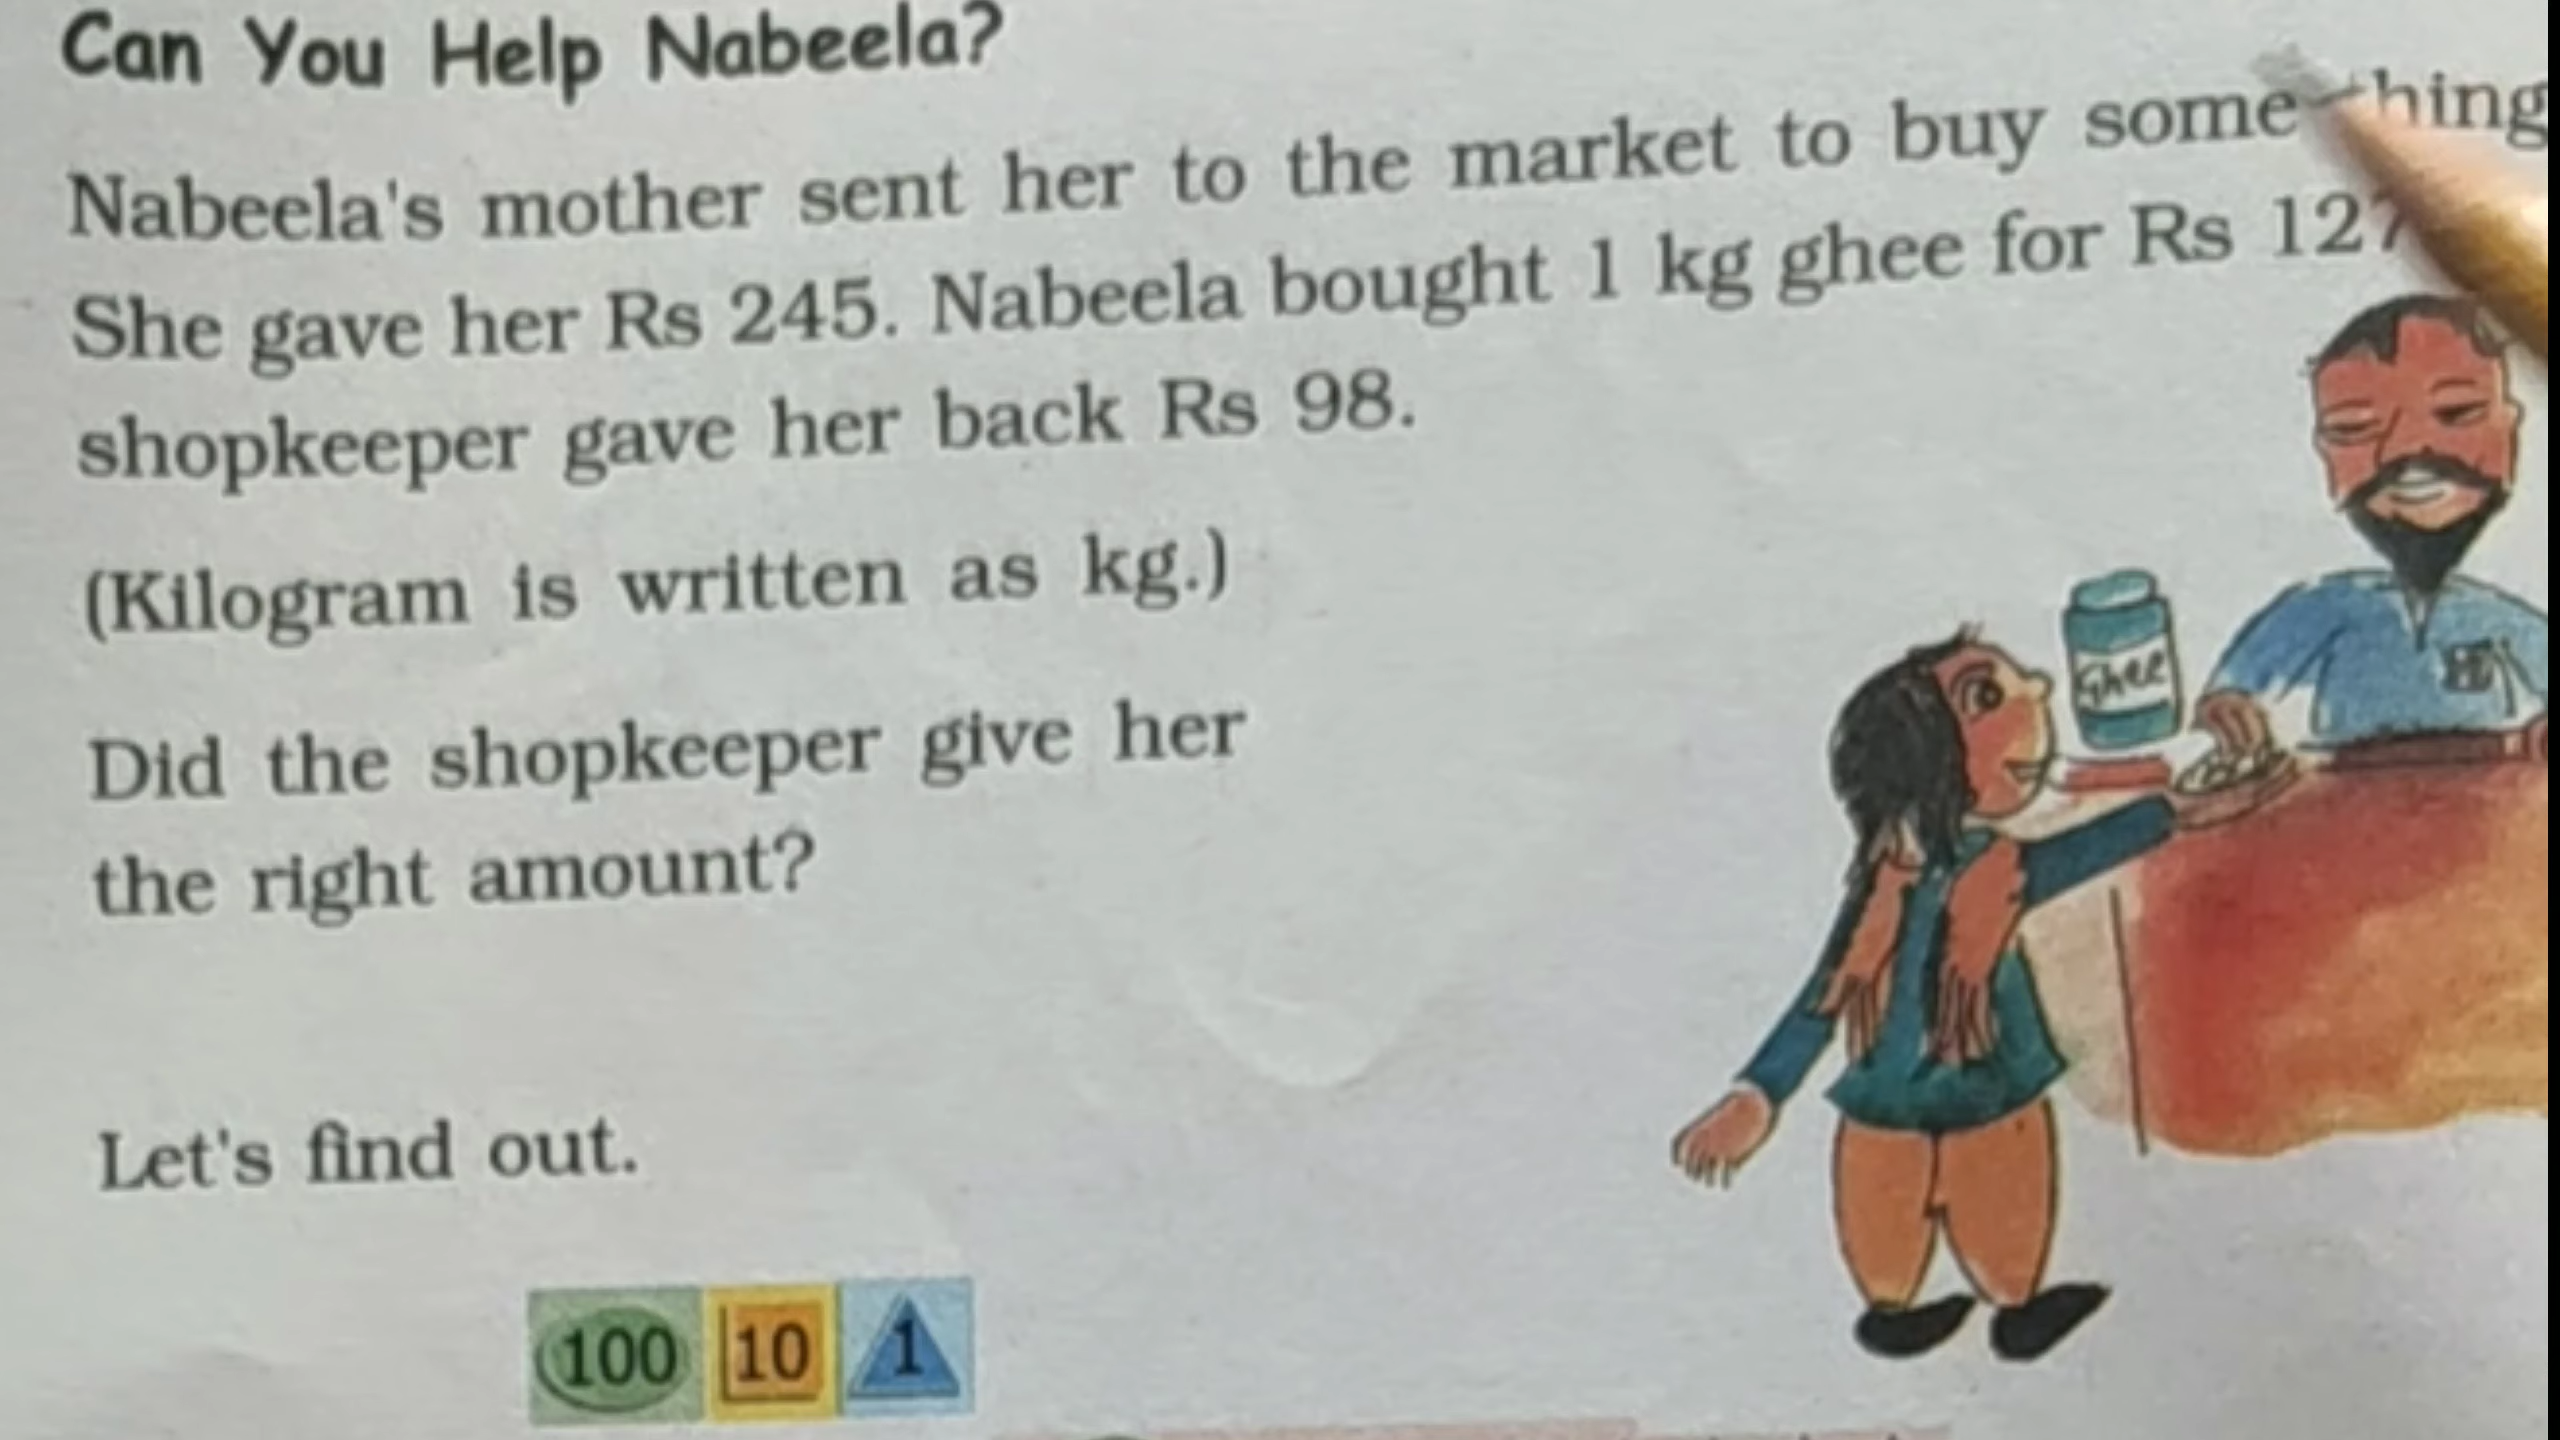 Can You Help Nabeela?
Nabeela's mother sent her to the market to buy some
She gave her Rs 245. Nabeela bought 1 kg ghee for Rs 127
shopkeeper gave her back Rs 98.
(Kilogram is written as kg.)
Did the shopkeeper give her
the right amount?
Ghee
Let's find out.
100 10 1